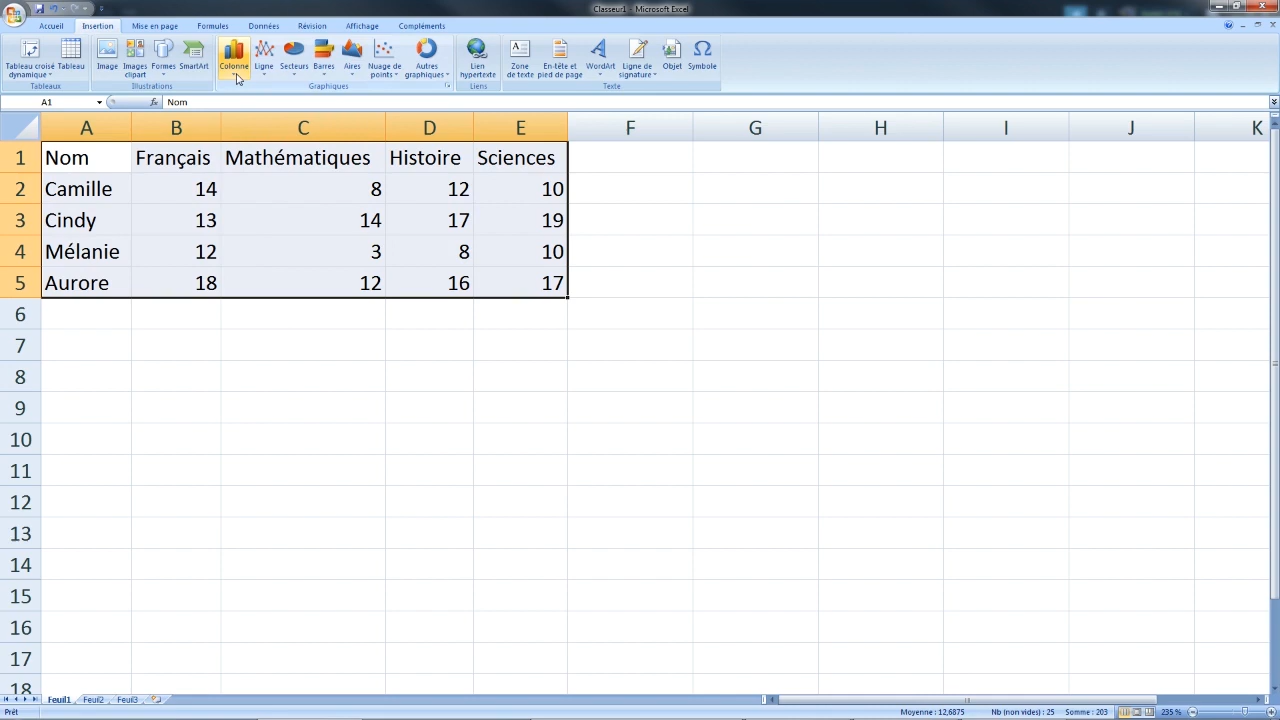 Classeur1 - Microsoft Excel
Accueil Insertion Mise en page Formules Données Révision Affichage Compléments
Tableau croisé dynamique Tableau Image Images clipart Formes SmartArt Colonne Ligne Secteurs Barres Aires Nuage de points Autres graphiques Lien hypertexte Zone de texte En-tête et pied de page WordArt Ligne de signature Objet Symbole
Tableaux Illustrations Graphiques Liens Texte
A1 fx Nom
A B C D E F G H I J K
1 Nom Français Mathématiques Histoire Sciences
2 Camille 14 8 12 10
3 Cindy 13 14 17 19
4 Mélanie 12 3 8 10
5 Aurore 18 12 16 17
6
7
8
9
10
11
12
13
14
15
16
17
18
Feuil1 Feuil2 Feuil3
Prêt Moyenne : 12,6875 Nb (non vides) : 25 Somme : 203 235 %